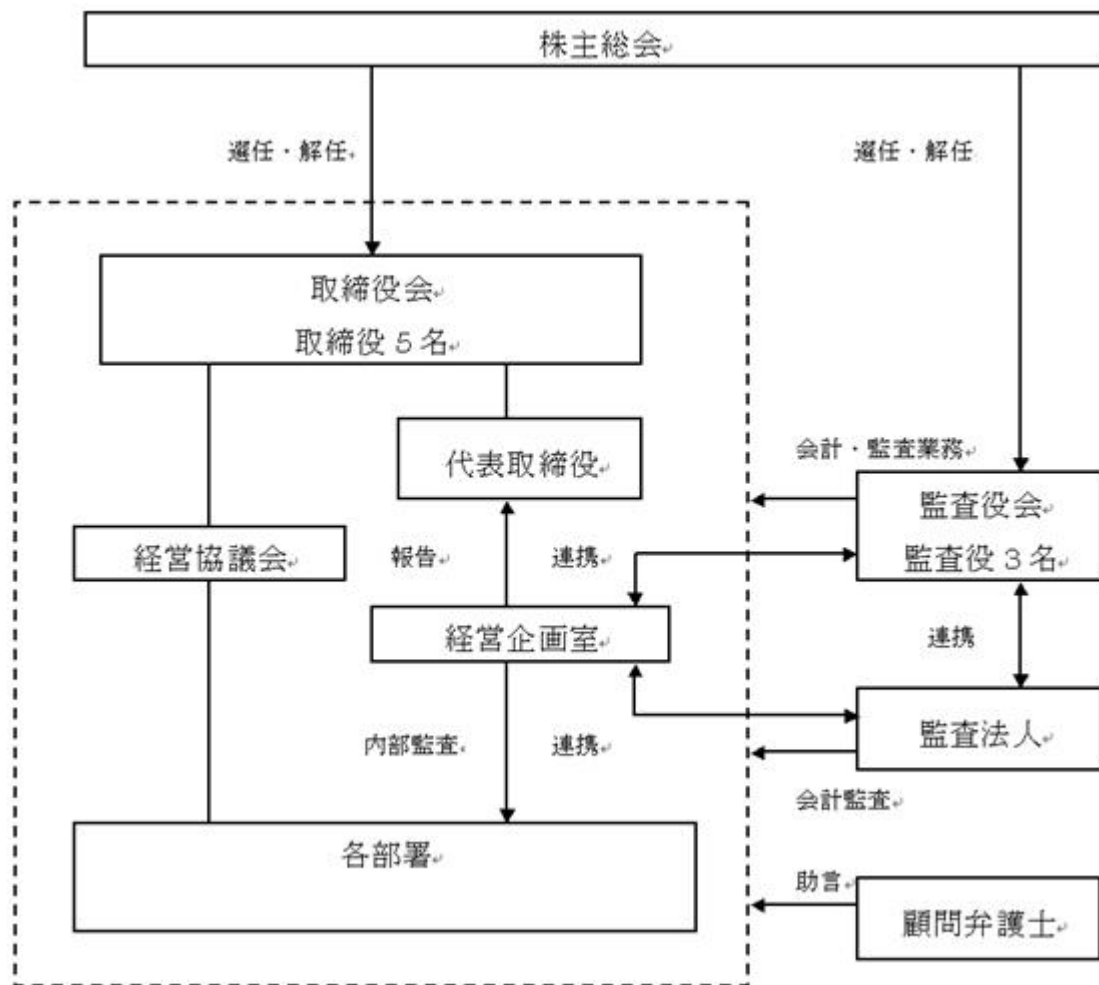 株主総会
選任・解任
選任・解任
取締役会
取締役5名
代表取締役
会計・監査業務
監査役会
監査役3名
経営協議会
報告
連携
経営企画室
連携
監査法人
内部監査
連携
会計監査
各部署
助言
顧問弁護士